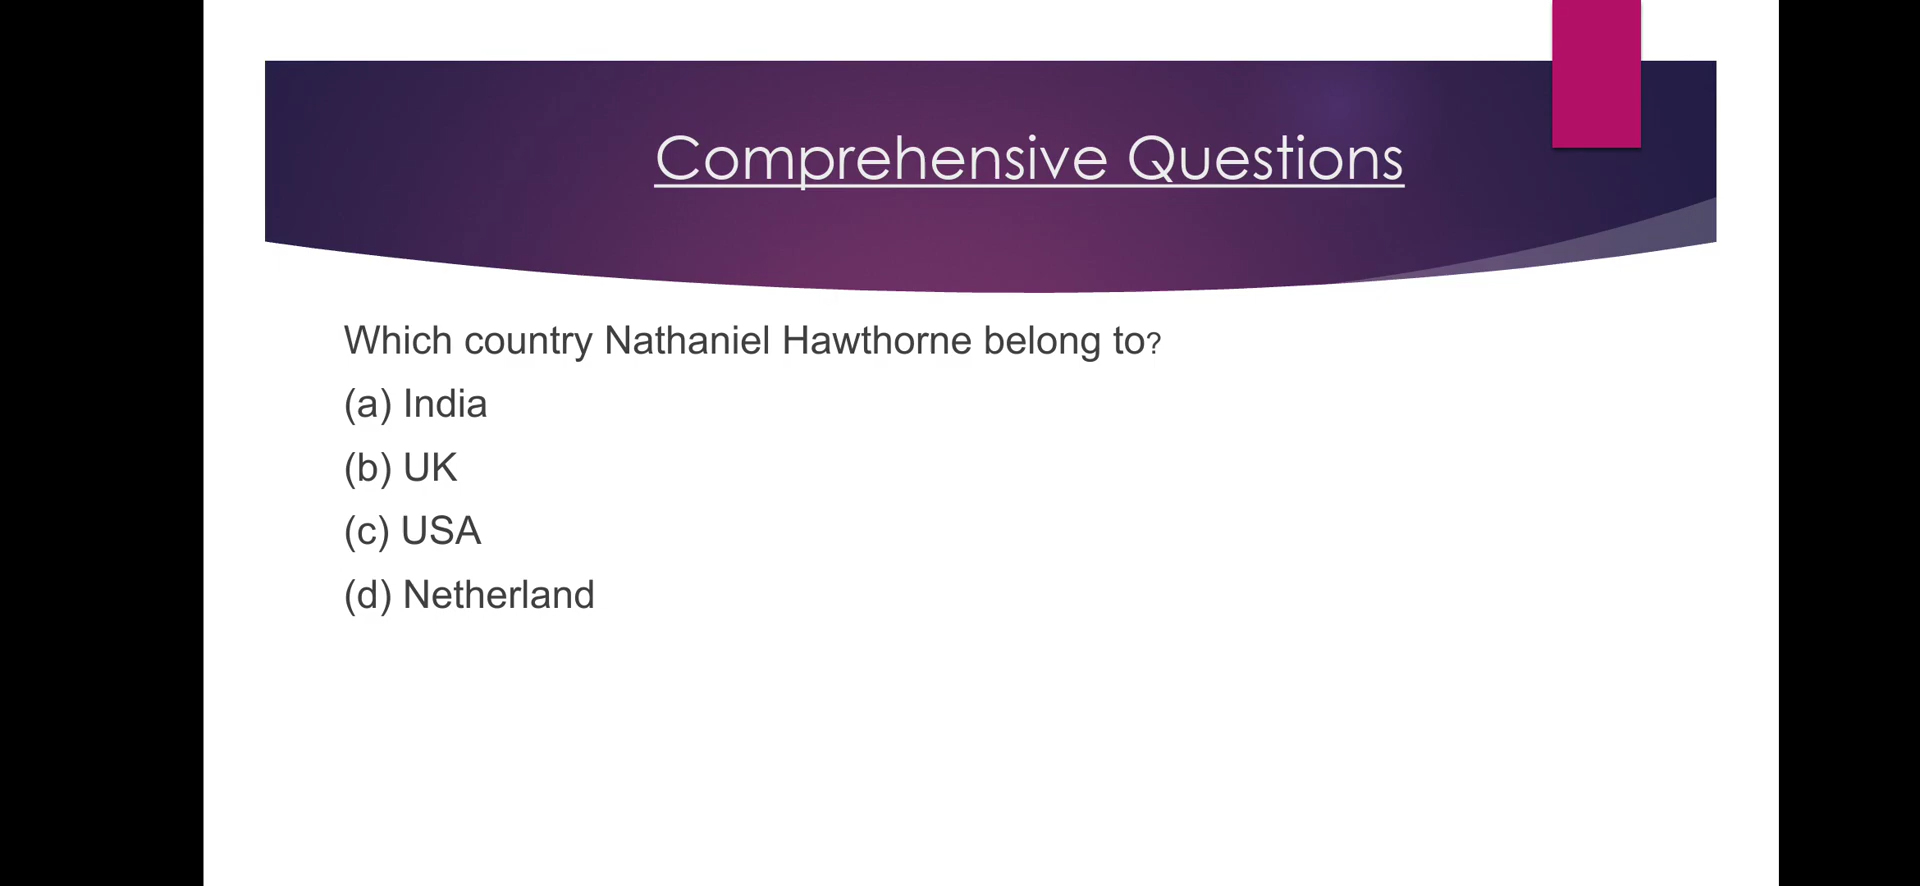 Comprehensive Questions
Which country Nathaniel Hawthorne belong to?
(a) India
(b) UK
(c) USA
(d) Netherland